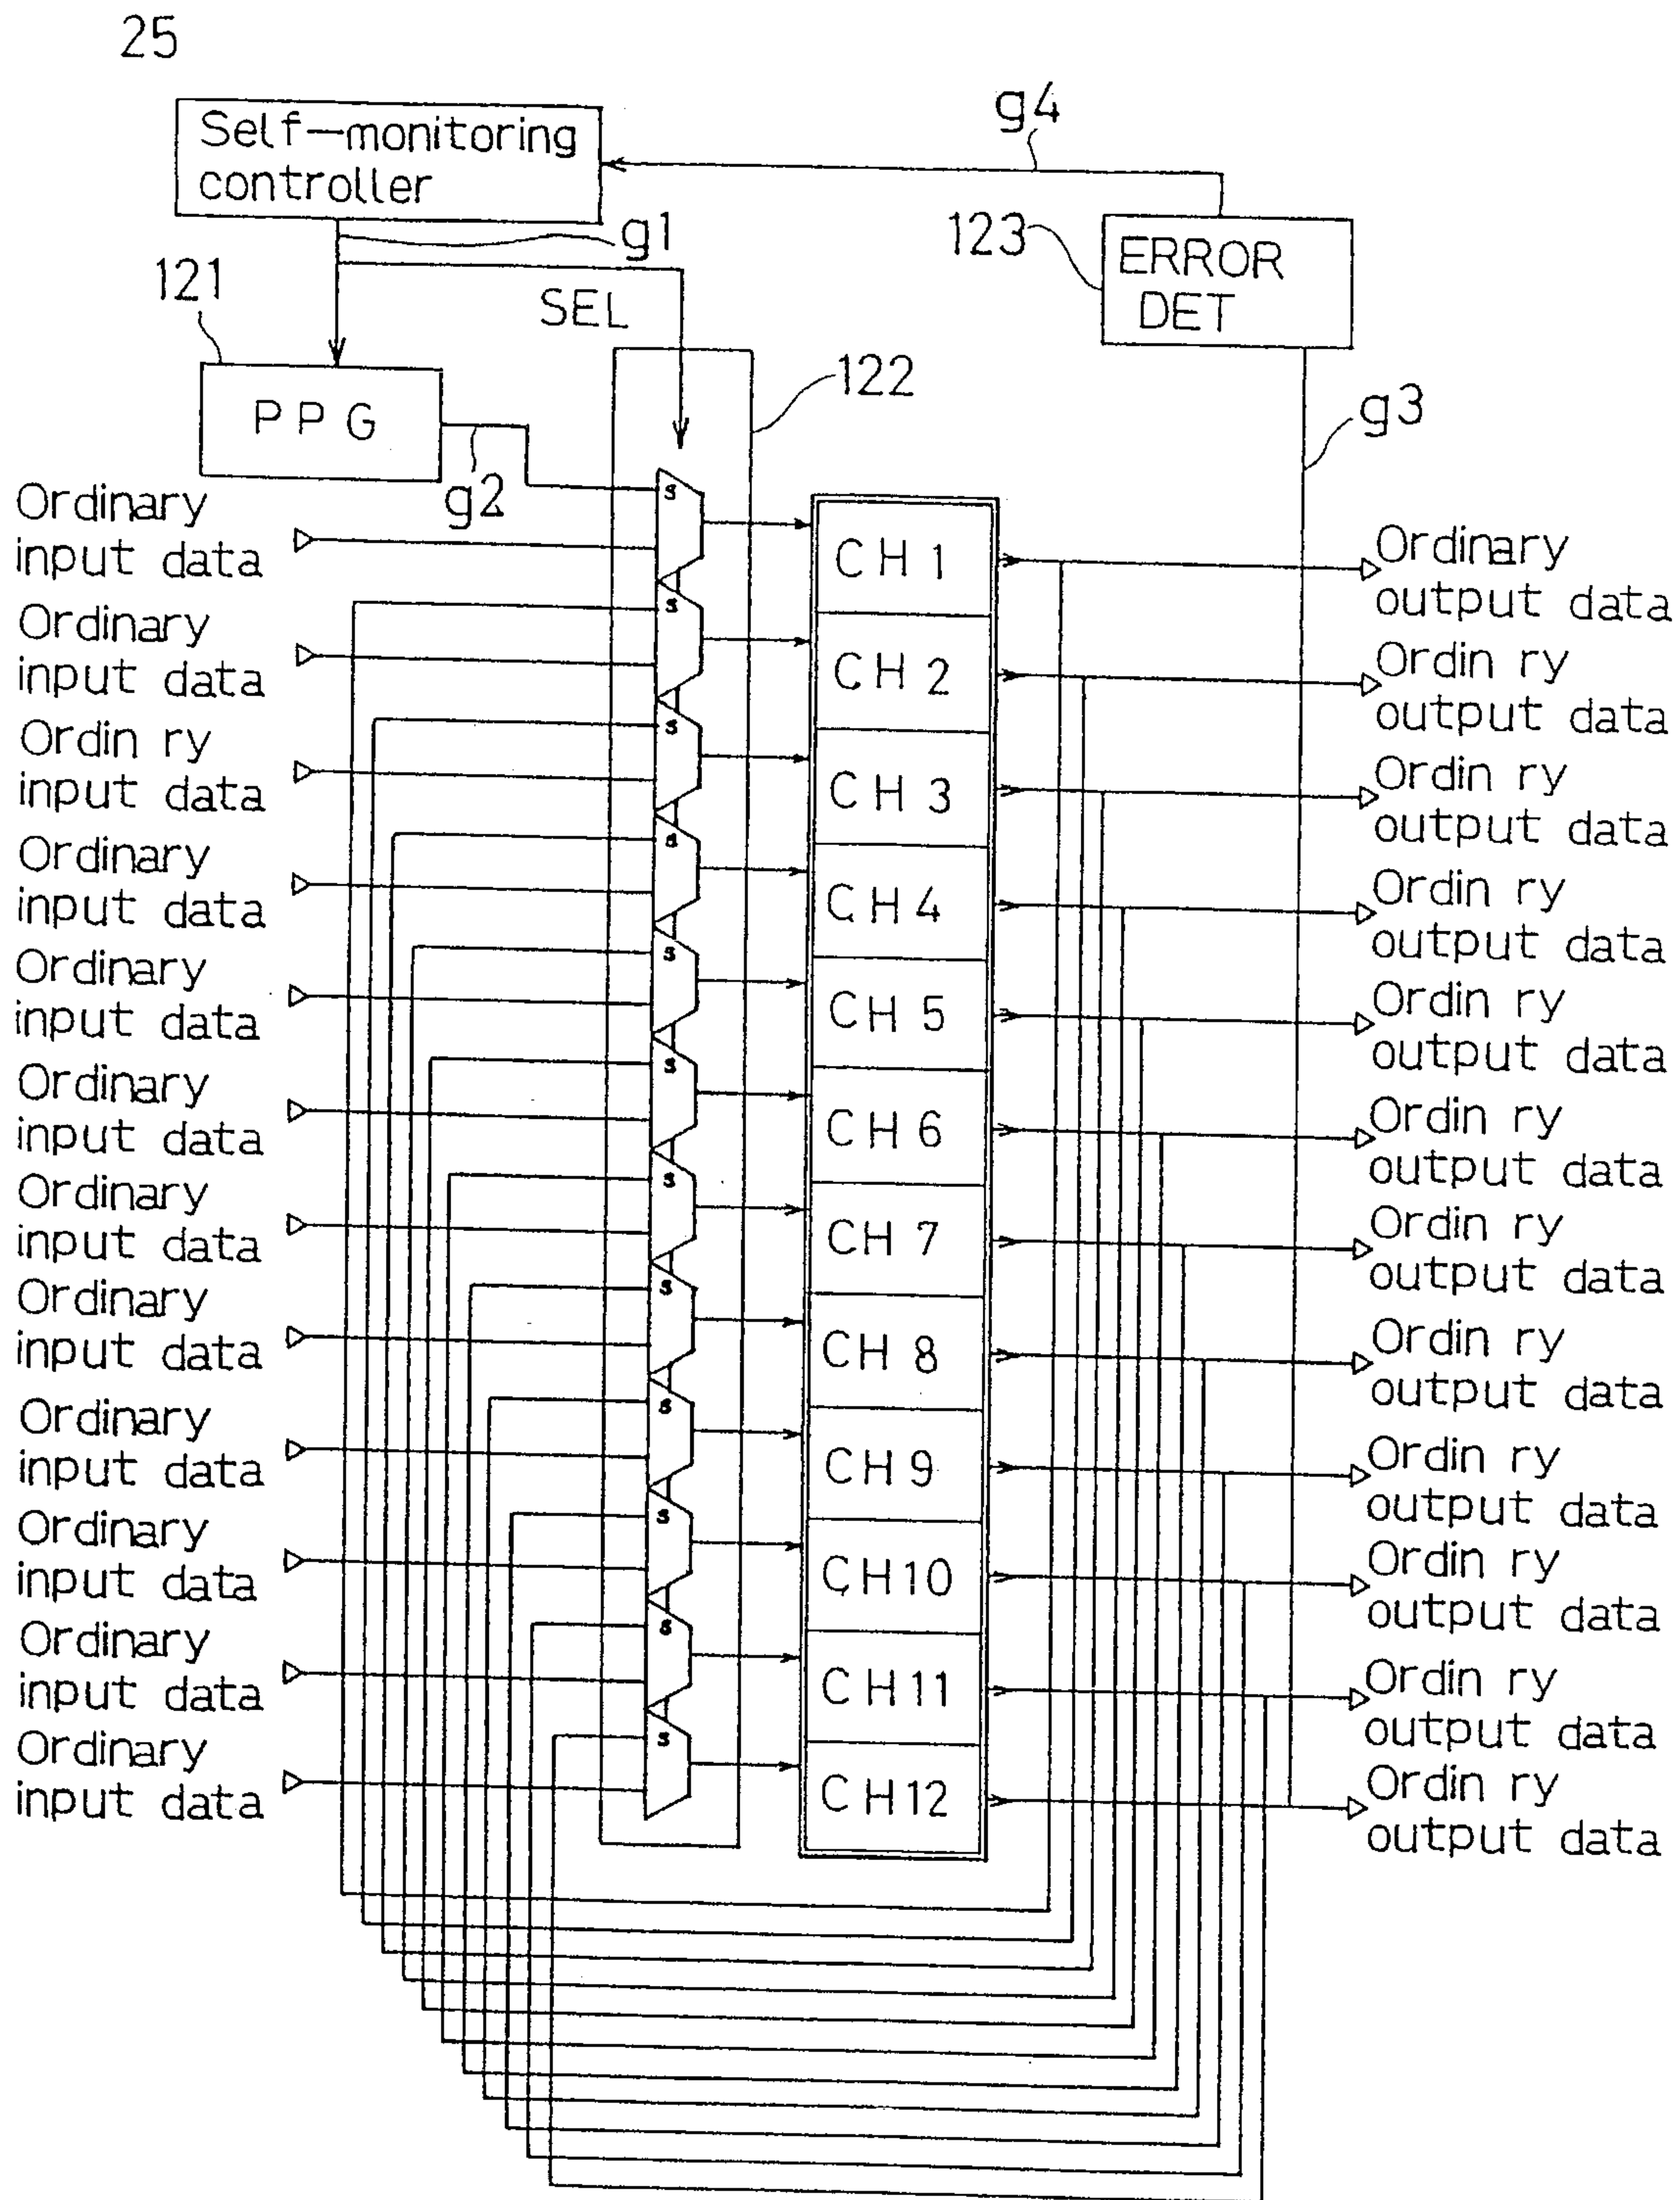 25
Self-monitoring
controller
g4
g1
123
ERROR
DET
121
SEL
122
PPG
g3
g2
Ordinary
input data
Ordinary
input data
Ordin ry
input data
Ordinary
input data
Ordinary
input data
Ordinary
input data
Ordinary
input data
Ordinary
input data
Ordinary
input data
Ordinary
input data
Ordinary
input data
Ordinary
input data
s
s
s
s
s
s
s
s
s
s
s
s
CH 1
CH 2
CH 3
CH 4
CH 5
CH 6
CH 7
CH 8
CH 9
CH10
CH11
CH12
Ordinary
output data
Ordin ry
output data
Ordin ry
output data
Ordin ry
output data
Ordin ry
output data
Ordin ry
output data
Ordin ry
output data
Ordin ry
output data
Ordin ry
output data
Ordin ry
output data
Ordin ry
output data
Ordin ry
output data